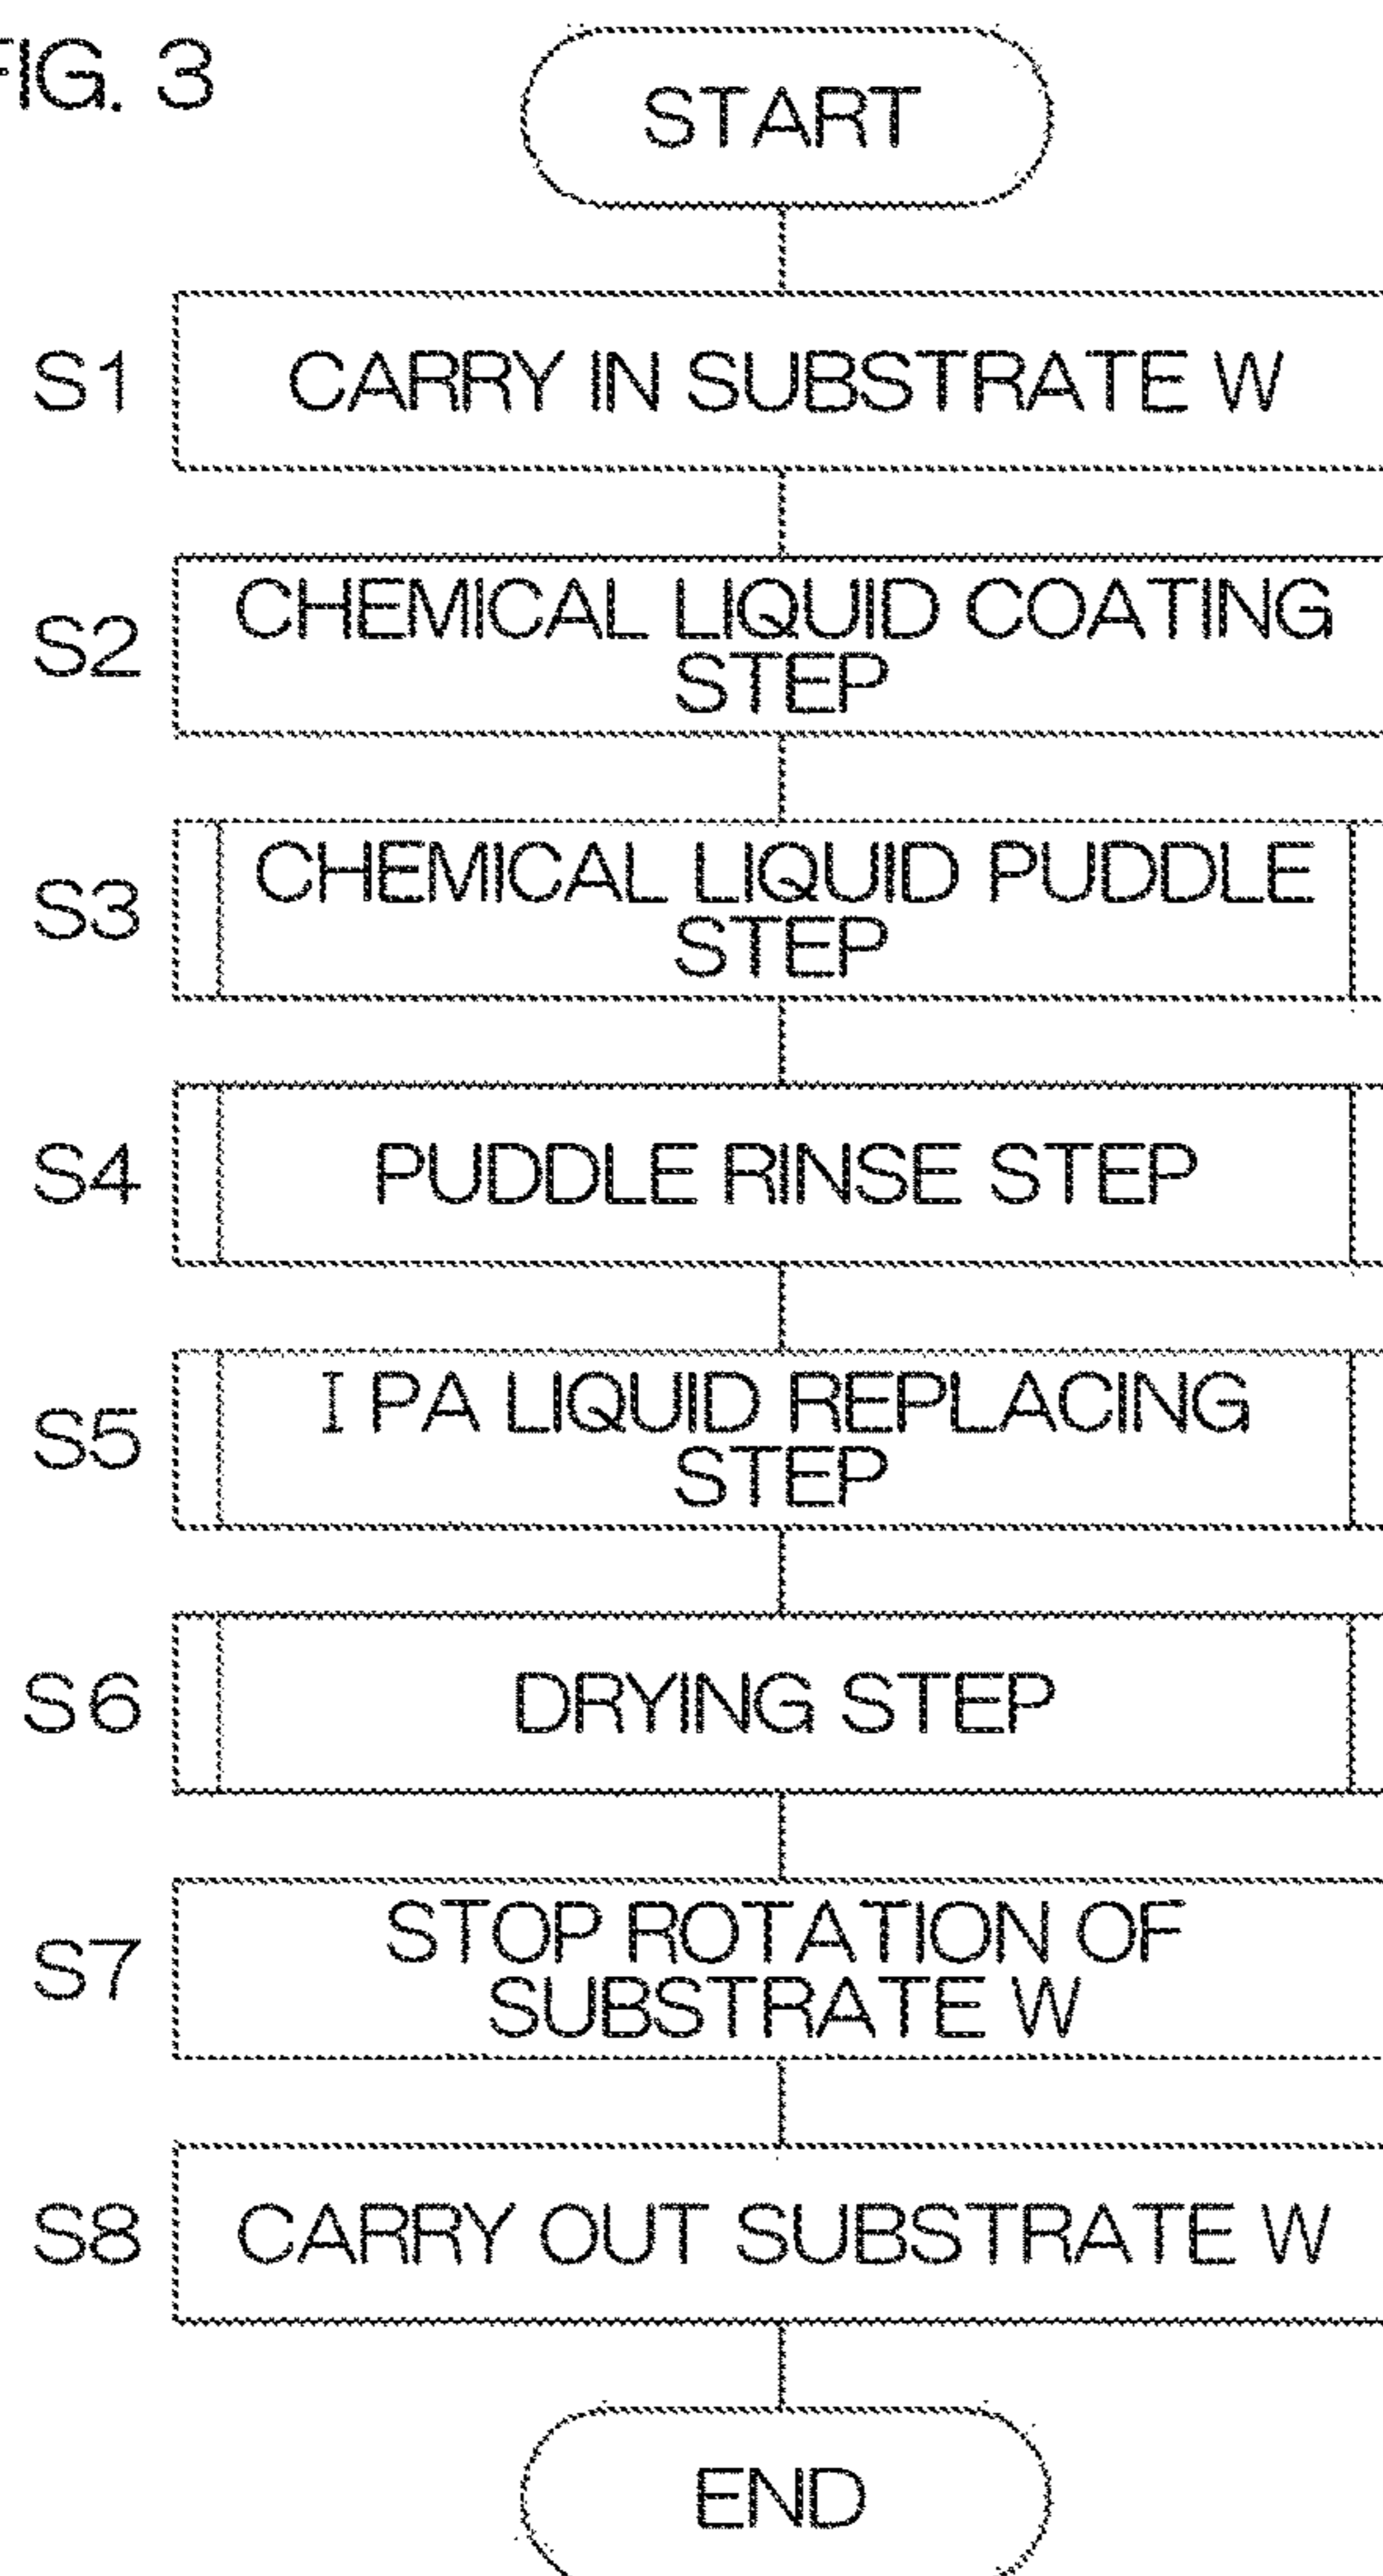 FIG. 3
START
S1
CARRY IN SUBSTRATE W
S2
CHEMICAL LIQUID COATING
STEP
S3
CHEMICAL LIQUID PUDDLE
STEP
S4
PUDDLE RINSE STEP
S5
I PA LIQUID REPLACING
STEP
S6
DRYING STEP
S7
STOP ROTATION OF
SUBSTRATE W
S8
CARRY OUT SUBSTRATE W
END